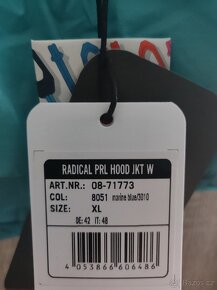 RADICAL PRL HOOD JKT W
ART.NR.: 08-71773
COL: 8051 marine blue/3010
SIZE: XL
DE: 42 IT: 48
4 053866 606486